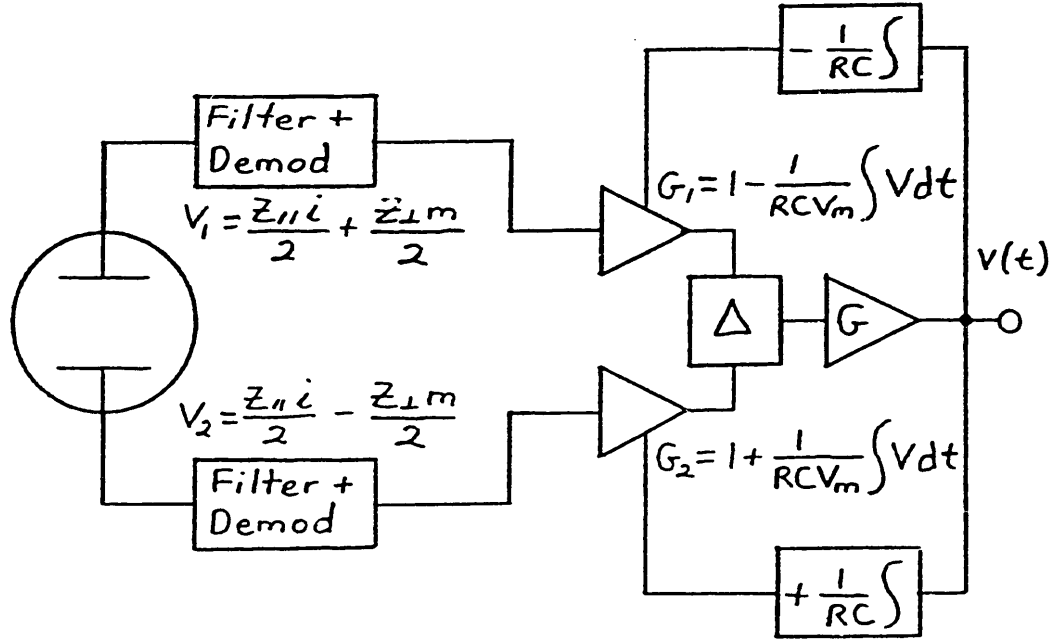 - 1/RC ∫
Filter +
Demod
V₁ = Z∥i/2 + Z⊥m/2
G₁ = 1 - 1/RCVₘ ∫Vdt
V(t)
Δ
G
V₂ = Z∥i/2 - Z⊥m/2
G₂ = 1 + 1/RCVₘ ∫Vdt
Filter +
Demod
+ 1/RC ∫